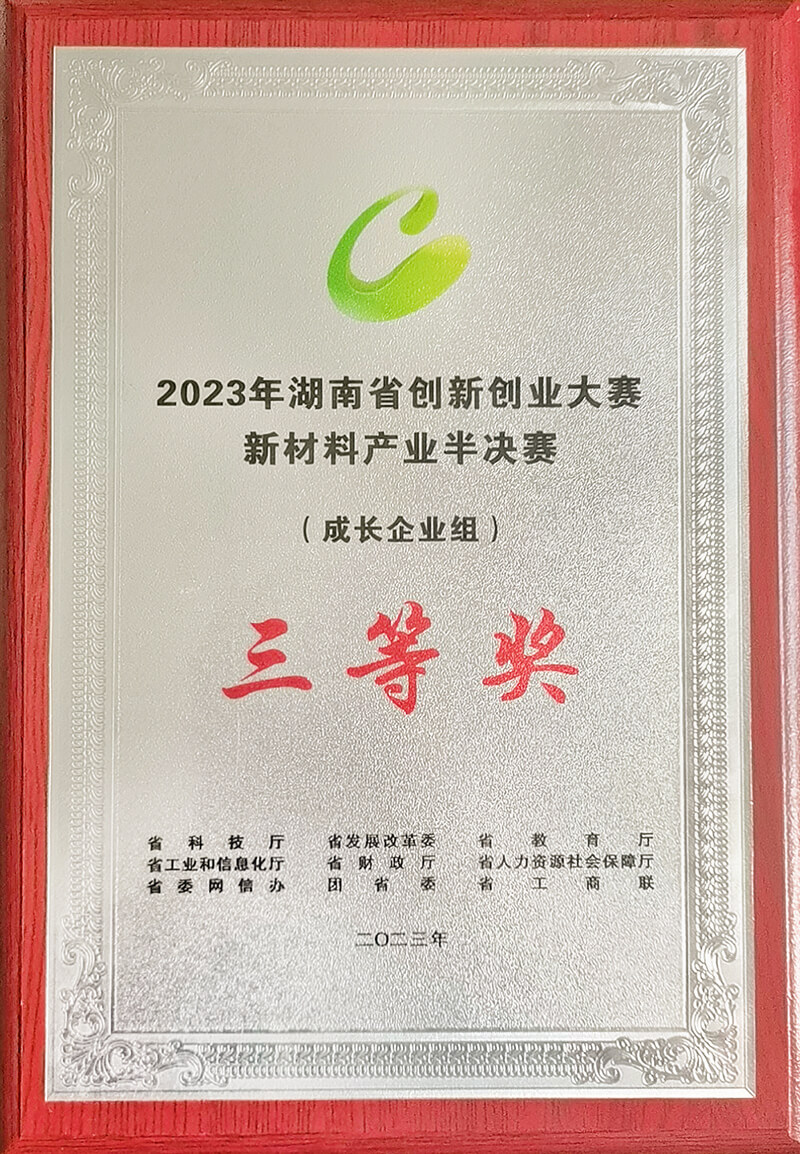 2023年湖南省创新创业大赛
新材料产业半决赛
（成长企业组）
三等奖
省科技厅 省发展改革委 省教育厅
省工业和信息化厅 省财政厅 省人力资源社会保障厅
省委网信办 团省委 省工商联
二〇二三年